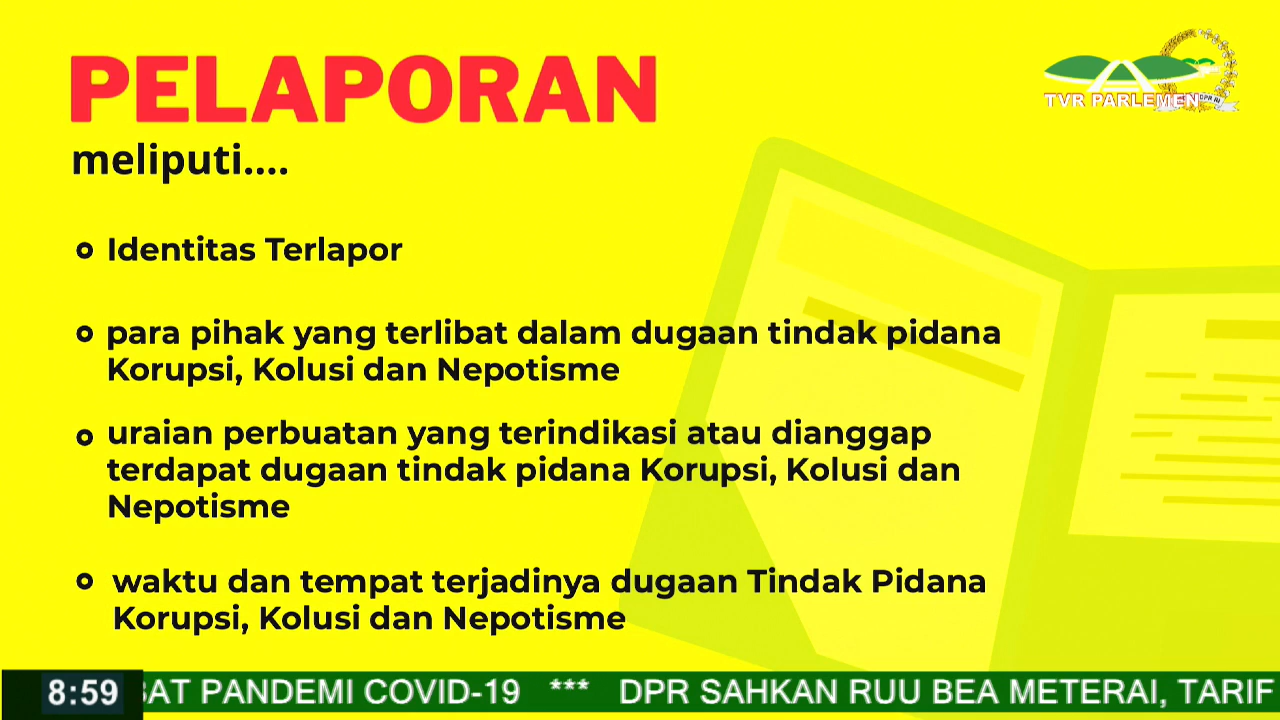 PELAPORAN
TVR PARLEMEN
DPR RI
meliputi....
Identitas Terlapor
para pihak yang terlibat dalam dugaan tindak pidana
Korupsi, Kolusi dan Nepotisme
uraian perbuatan yang terindikasi atau dianggap
terdapat dugaan tindak pidana Korupsi, Kolusi dan
Nepotisme
waktu dan tempat terjadinya dugaan Tindak Pidana
Korupsi, Kolusi dan Nepotisme
8:59 PANDEMI COVID-19 *** DPR SAHKAN RUU BEA METERAI, TARIF